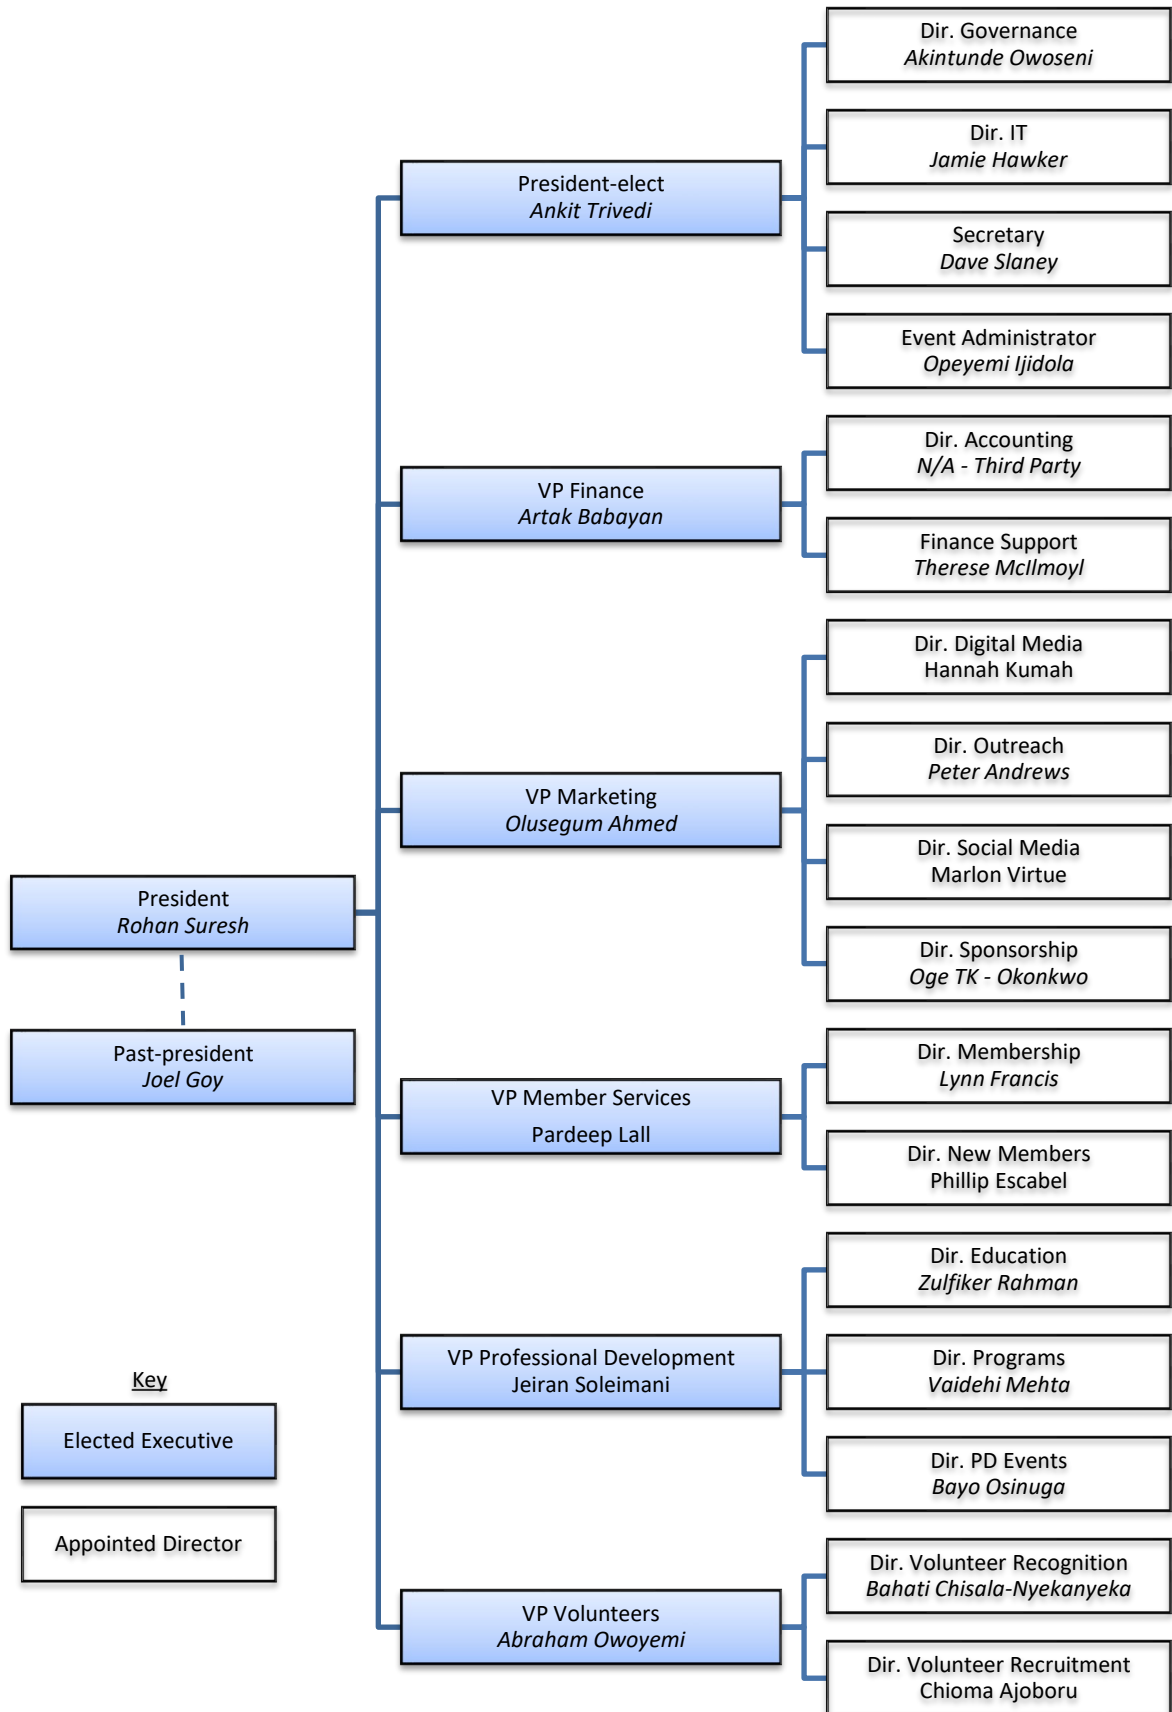 Dir. Governance
Akintunde Owoseni
Dir. IT
Jamie Hawker
President-elect
Ankit Trivedi
Secretary
Dave Slaney
Event Administrator
Opeyemi Ijidola
Dir. Accounting
N/A - Third Party
VP Finance
Artak Babayan
Finance Support
Therese McIlmoyl
Dir. Digital Media
Hannah Kumah
Dir. Outreach
Peter Andrews
VP Marketing
Olusegum Ahmed
Dir. Social Media
Marlon Virtue
President
Rohan Suresh
Dir. Sponsorship
Oge TK - Okonkwo
Past-president
Joel Goy
Dir. Membership
Lynn Francis
VP Member Services
Pardeep Lall
Dir. New Members
Phillip Escabel
Dir. Education
Zulfiker Rahman
VP Professional Development
Jeiran Soleimani
Dir. Programs
Vaidehi Mehta
Dir. PD Events
Bayo Osinuga
Key
Elected Executive
Appointed Director
Dir. Volunteer Recognition
Bahati Chisala-Nyekanyeka
VP Volunteers
Abraham Owoyemi
Dir. Volunteer Recruitment
Chioma Ajoboru